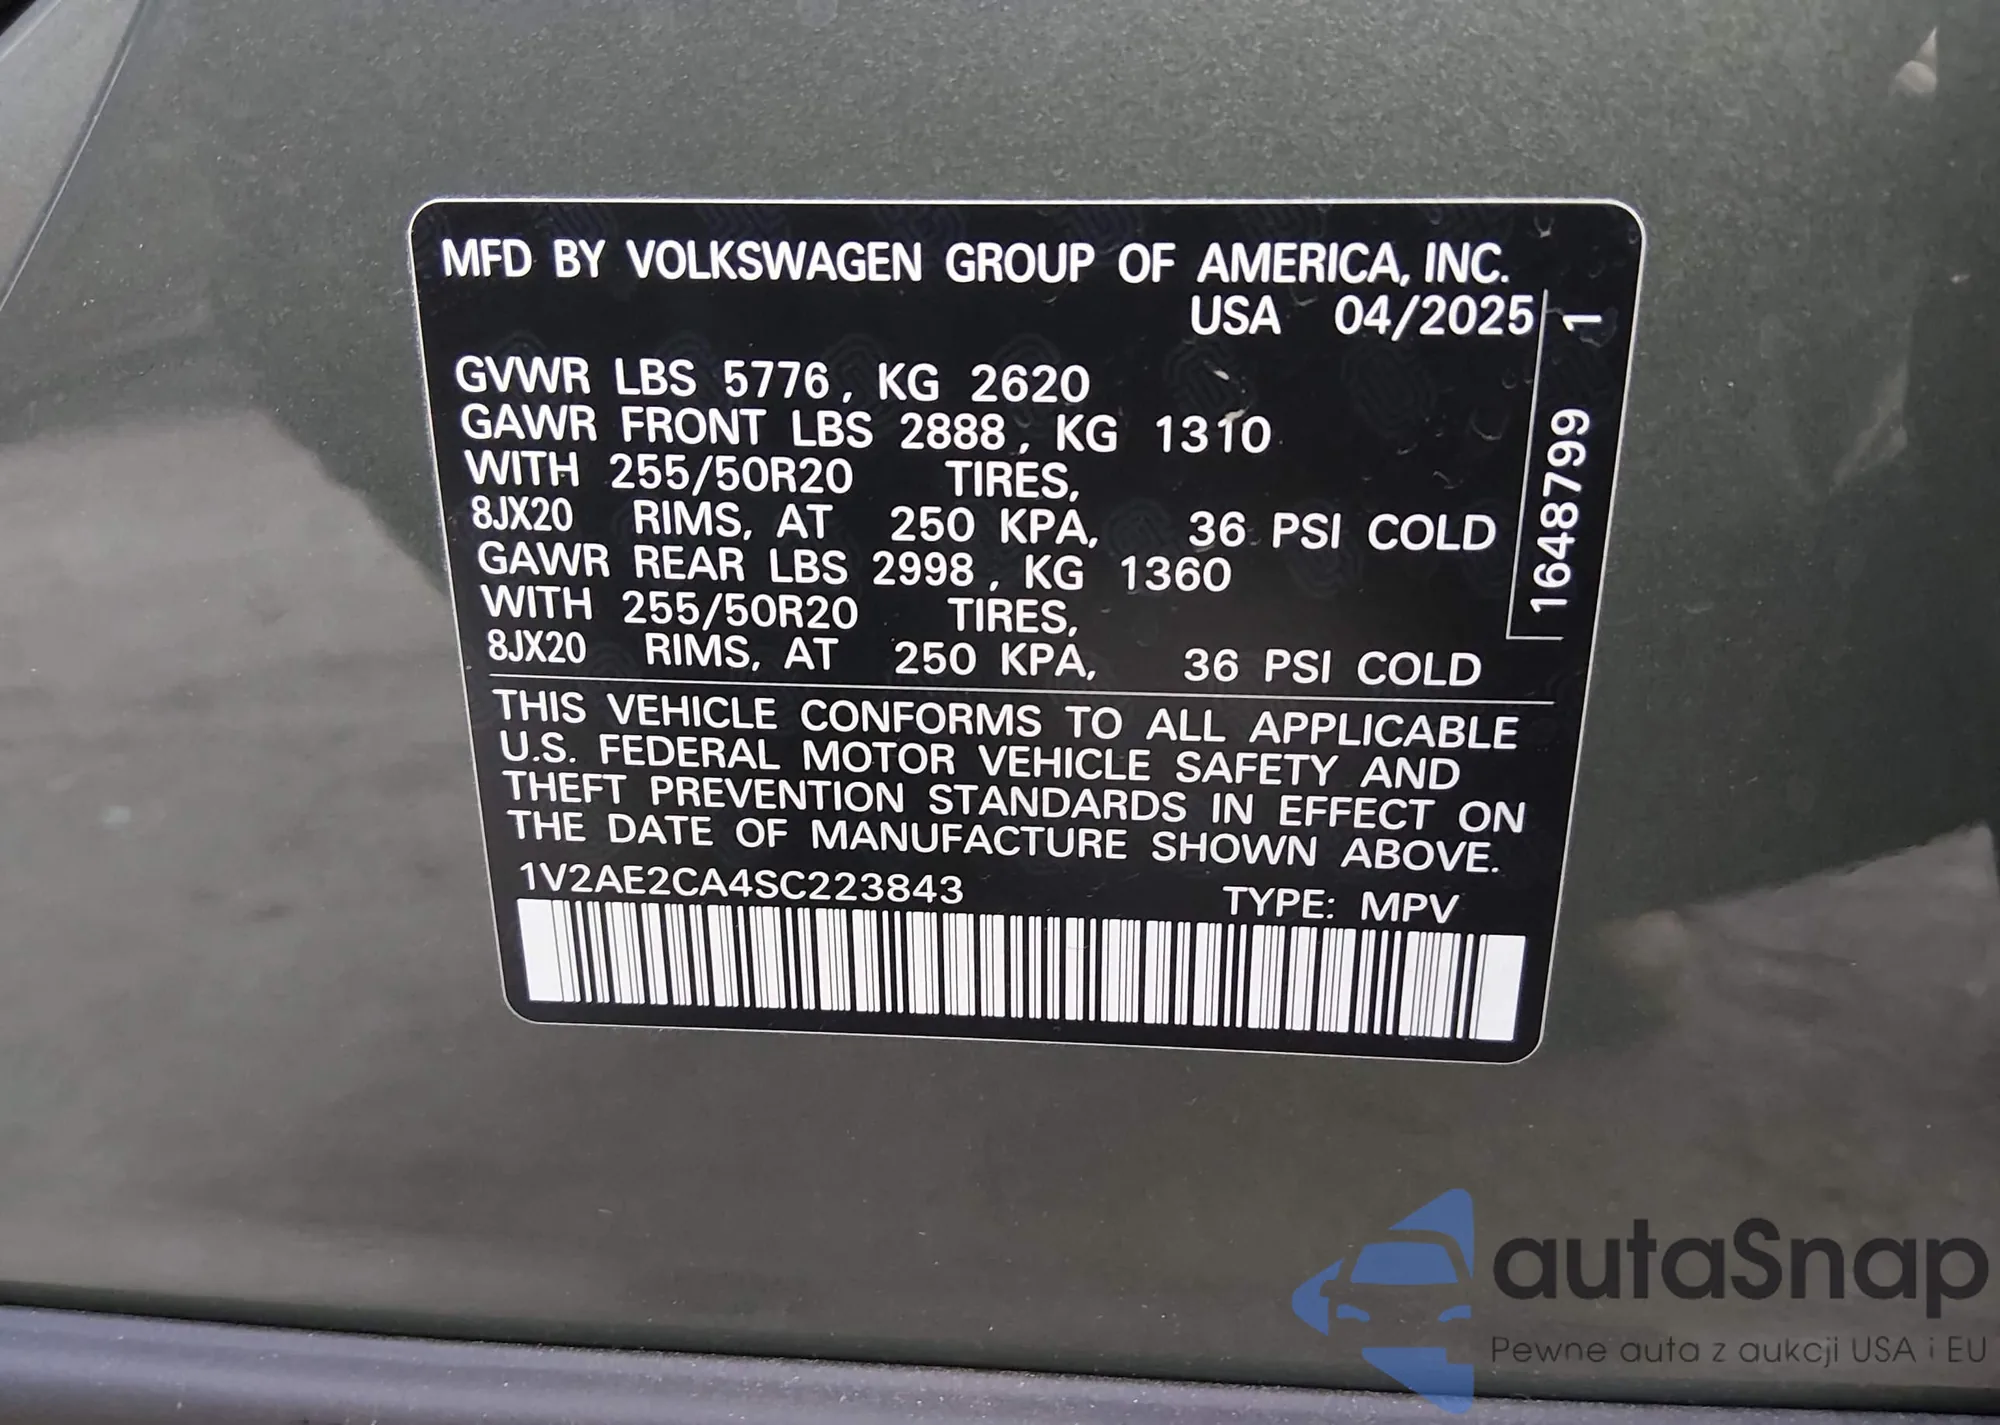 MFD BY VOLKSWAGEN GROUP OF AMERICA, INC.
USA 04/2025
GVWR LBS 5776, KG 2620
GAWR FRONT LBS 2888, KG 1310
WITH 255/50R20 TIRES,
8JX20 RIMS, AT 250 KPA, 36 PSI COLD
GAWR REAR LBS 2998, KG 1360
WITH 255/50R20 TIRES,
8JX20 RIMS, AT 250 KPA, 36 PSI COLD
1648799 1
THIS VEHICLE CONFORMS TO ALL APPLICABLE
U.S. FEDERAL MOTOR VEHICLE SAFETY AND
THEFT PREVENTION STANDARDS IN EFFECT ON
THE DATE OF MANUFACTURE SHOWN ABOVE.
1V2AE2CA4SC223843 TYPE: MPV
autaSnap
Pewne auta z aukcji USA i EU